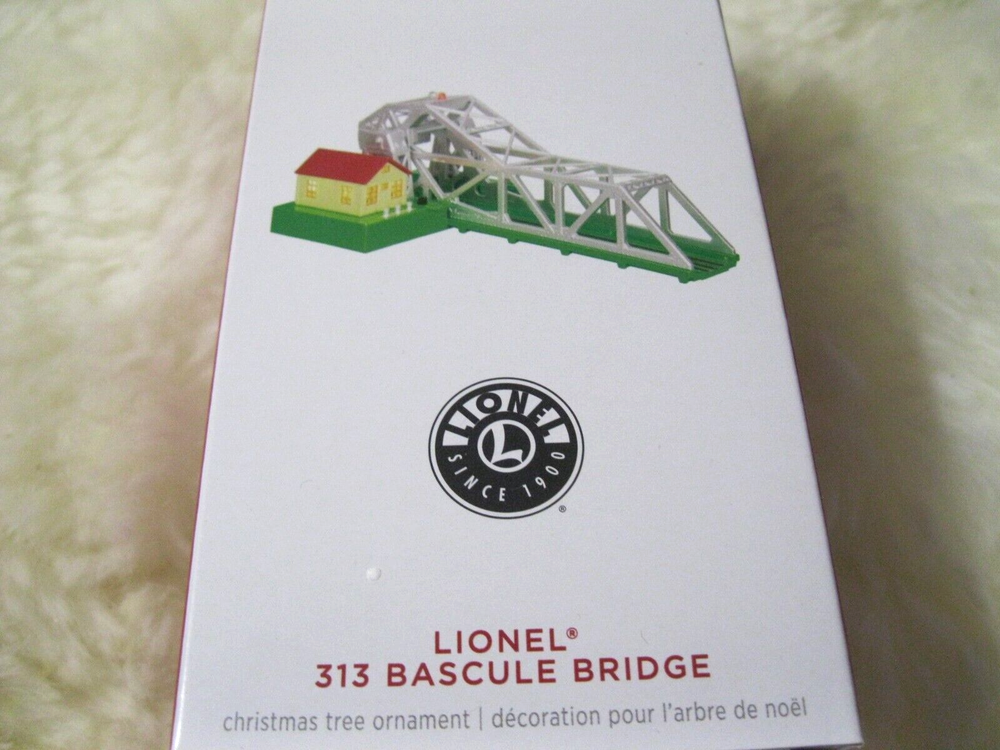 LIONEL
L
SINCE 1900
®
LIONEL®
313 BASCULE BRIDGE
christmas tree ornament | décoration pour l'arbre de noël